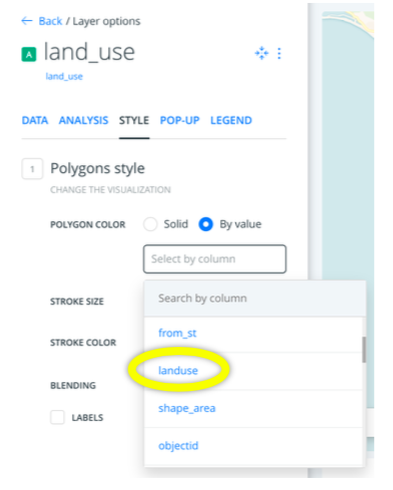 ← Back / Layer options
A land_use
land_use
DATA ANALYSIS STYLE POP-UP LEGEND
1 Polygons style
CHANGE THE VISUALIZATION
POLYGON COLOR Solid By value
Select by column
STROKE SIZE
Search by column
from_st
STROKE COLOR
landuse
BLENDING
shape_area
LABELS
objectid